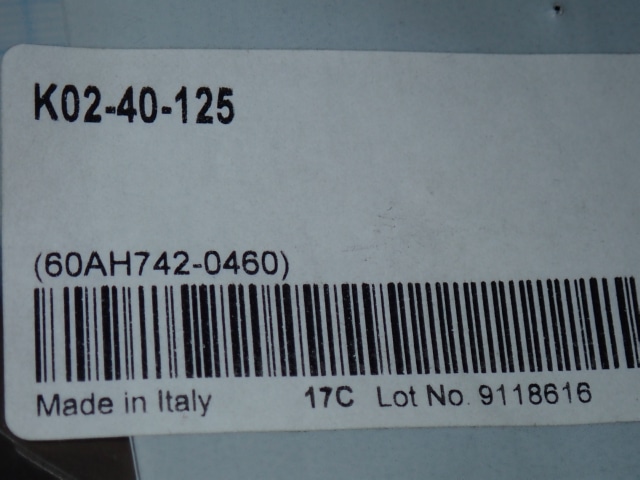 K02-40-125
(60AH742-0460)
Made in Italy 17C Lot No. 9118616